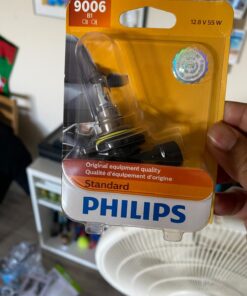 9006
B1
12.8 V 55 W
Original equipment quality
Qualité d'équipement d'origine
Standard
PHILIPS